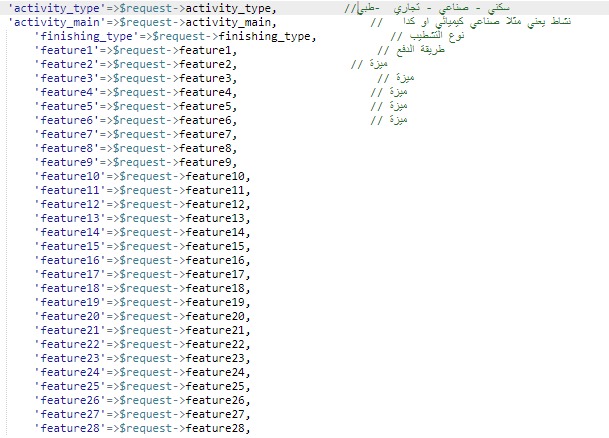 'activity_type'=>$request->activity_type, //سكني - صناعي - تجاري -طبي
'activity_main'=>$request->activity_main, // نشاط يعني مثلا صناعي كيميائي او كدا
'finishing_type'=>$request->finishing_type, // نوع التشطيب
'feature1'=>$request->feature1, // طريقة الدفع
'feature2'=>$request->feature2, // ميزة
'feature3'=>$request->feature3, // ميزة
'feature4'=>$request->feature4, // ميزة
'feature5'=>$request->feature5, // ميزة
'feature6'=>$request->feature6, // ميزة
'feature7'=>$request->feature7,
'feature8'=>$request->feature8,
'feature9'=>$request->feature9,
'feature10'=>$request->feature10,
'feature11'=>$request->feature11,
'feature12'=>$request->feature12,
'feature13'=>$request->feature13,
'feature14'=>$request->feature14,
'feature15'=>$request->feature15,
'feature16'=>$request->feature16,
'feature17'=>$request->feature17,
'feature18'=>$request->feature18,
'feature19'=>$request->feature19,
'feature20'=>$request->feature20,
'feature21'=>$request->feature21,
'feature22'=>$request->feature22,
'feature23'=>$request->feature23,
'feature24'=>$request->feature24,
'feature25'=>$request->feature25,
'feature26'=>$request->feature26,
'feature27'=>$request->feature27,
'feature28'=>$request->feature28,